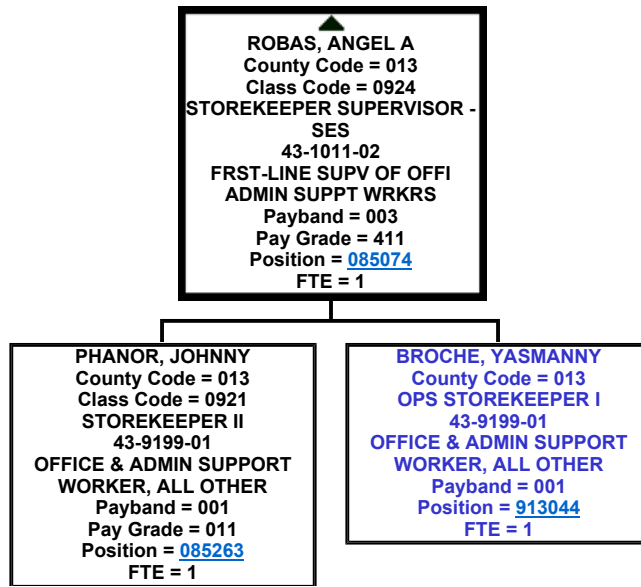 ROBAS, ANGEL A
County Code = 013
Class Code = 0924
STOREKEEPER SUPERVISOR -
SES
43-1011-02
FRST-LINE SUPV OF OFFI
ADMIN SUPPT WRKRS
Payband = 003
Pay Grade = 411
Position = 085074
FTE = 1
PHANOR, JOHNNY
County Code = 013
Class Code = 0921
STOREKEEPER II
43-9199-01
OFFICE & ADMIN SUPPORT
WORKER, ALL OTHER
Payband = 001
Pay Grade = 011
Position = 085263
FTE = 1
BROCHE, YASMANNY
County Code = 013
OPS STOREKEEPER I
43-9199-01
OFFICE & ADMIN SUPPORT
WORKER, ALL OTHER
Payband = 001
Position = 913044
FTE = 1